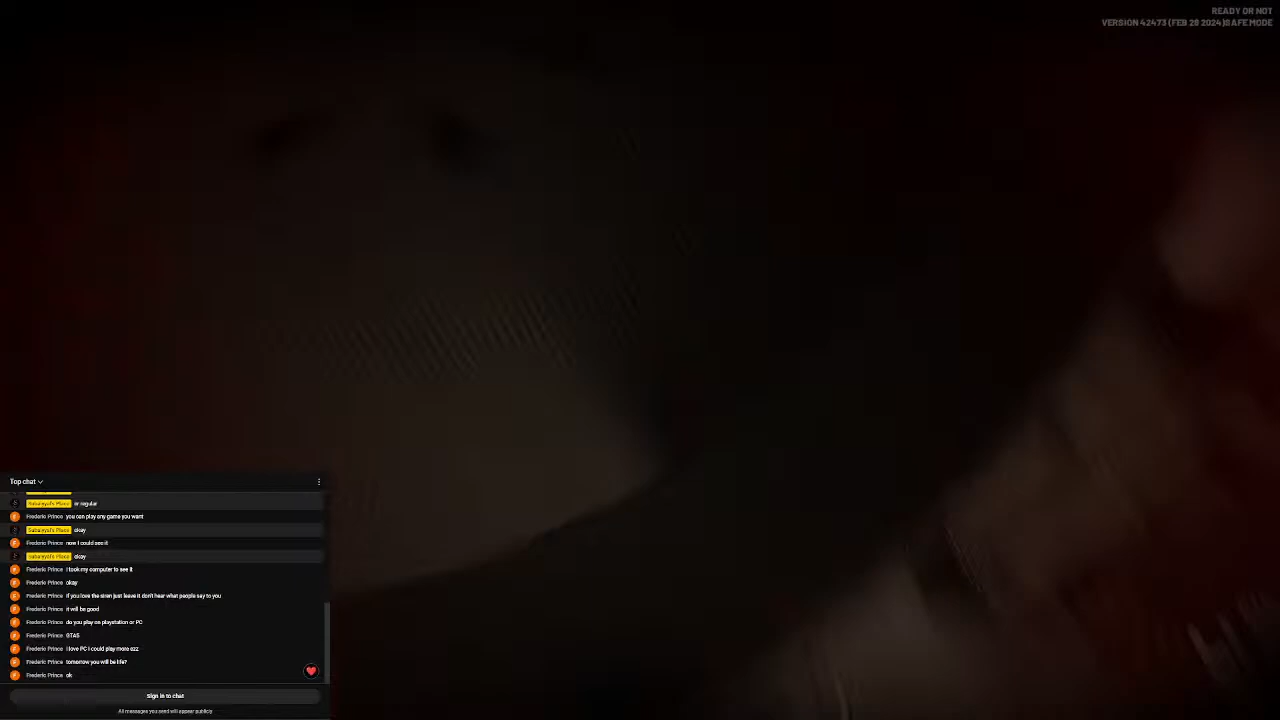 READY OR NOT
VERSION 42473 (FEB 28 2024) SAFE MODE
Top chat
or regular
Frederic Prince you can play any game you want
okay
Frederic Prince now I could see it
okay
Frederic Prince I took my computer to see it
Frederic Prince okay
Frederic Prince if you love the siren just leave it don't hear what people say to you
Frederic Prince it will be good
Frederic Prince do you play on playstation or PC
Frederic Prince GTA5
Frederic Prince I love PC I could play more ezz
Frederic Prince tomorrow you will be life?
Frederic Prince ok
Sign in to chat
All messages you send will appear publicly